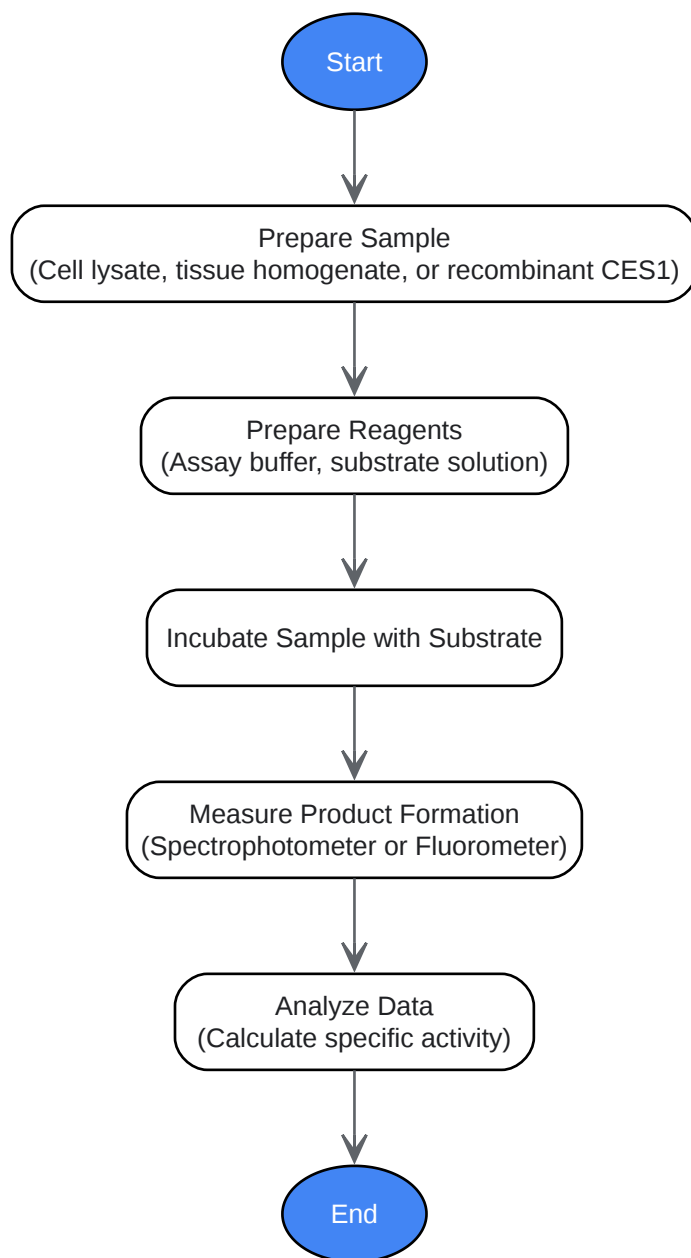 Start
Prepare Sample
(Cell lysate, tissue homogenate, or recombinant CES1)
Prepare Reagents
(Assay buffer, substrate solution)
Incubate Sample with Substrate
Measure Product Formation
(Spectrophotometer or Fluorometer)
Analyze Data
(Calculate specific activity)
End